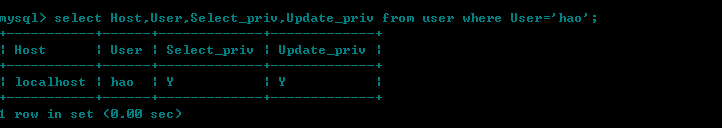 mysql> select Host,User,Select_priv,Update_priv from user where User='hao';
+-----------+------+-------------+-------------+
| Host      | User | Select_priv | Update_priv |
+-----------+------+-------------+-------------+
| localhost | hao  | Y           | Y           |
+-----------+------+-------------+-------------+
1 row in set (0.00 sec)